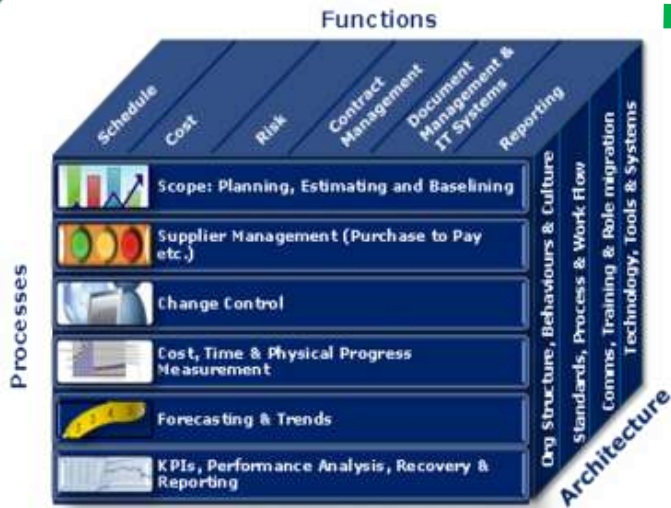 Functions
Schedule
Cost
Risk
Contract
Management
Document
Management &
IT Systems
Reporting
Processes
Scope: Planning, Estimating and Baselining
Supplier Management (Purchase to Pay
etc.)
Change Control
Cost, Time & Physical Progress
Measurement
Forecasting & Trends
KPIs, Performance Analysis, Recovery &
Reporting
Org Structure, Behaviours & Culture
Standards, Process & Work Flow
Comms, Training & Role migration
Technology, Tools & Systems
Architecture